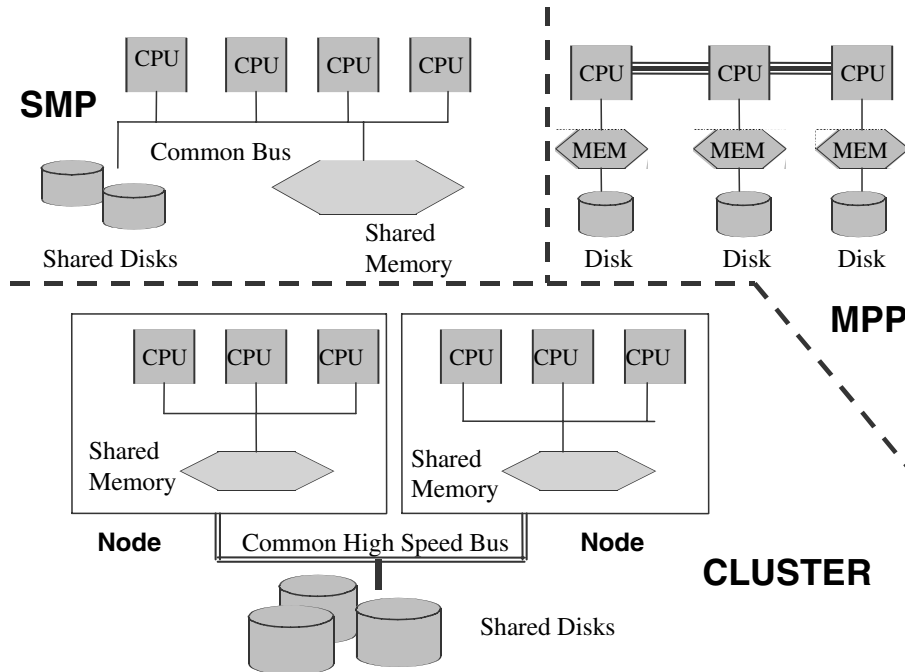 CPU
CPU
CPU
CPU
SMP
Common Bus
Shared Disks
Shared
Memory
CPU
CPU
CPU
MEM
MEM
MEM
Disk
Disk
Disk
MPP
CPU
CPU
CPU
Shared
Memory
Node
CPU
CPU
CPU
Shared
Memory
Node
Common High Speed Bus
Shared Disks
CLUSTER